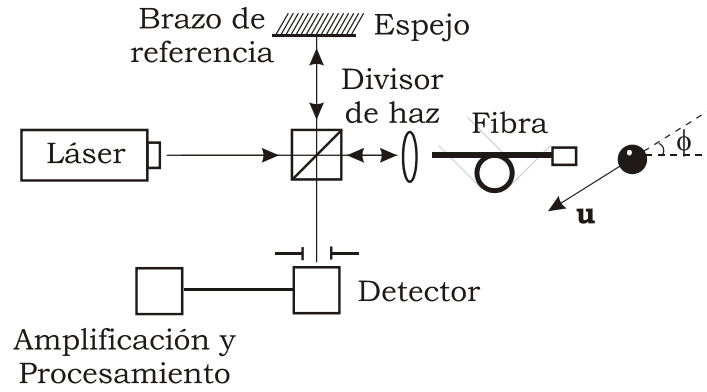 Brazo de
referencia
Espejo
Divisor
de haz
Láser
Fibra
ϕ
u
Detector
Amplificación y
Procesamiento